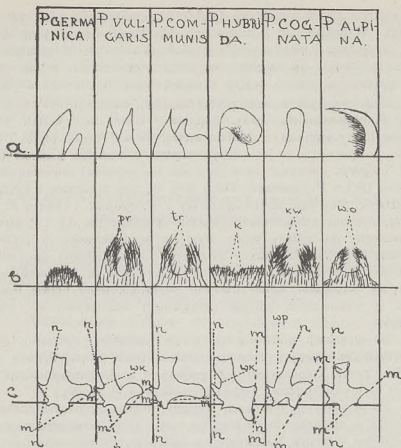 P GERMA
NICA
P VUL-
GARIS
P. COM-
MUNIS
P HYBRI
DA.
P. COG-
NATA
P ALPI-
NA.
a.
pr.
tr.
k
kw.
w.o
b
n
n
n
n
wp
n
n
m
wk
wk
m
m
m
m
m
c
m
m
m
m
n
n
n
n
n